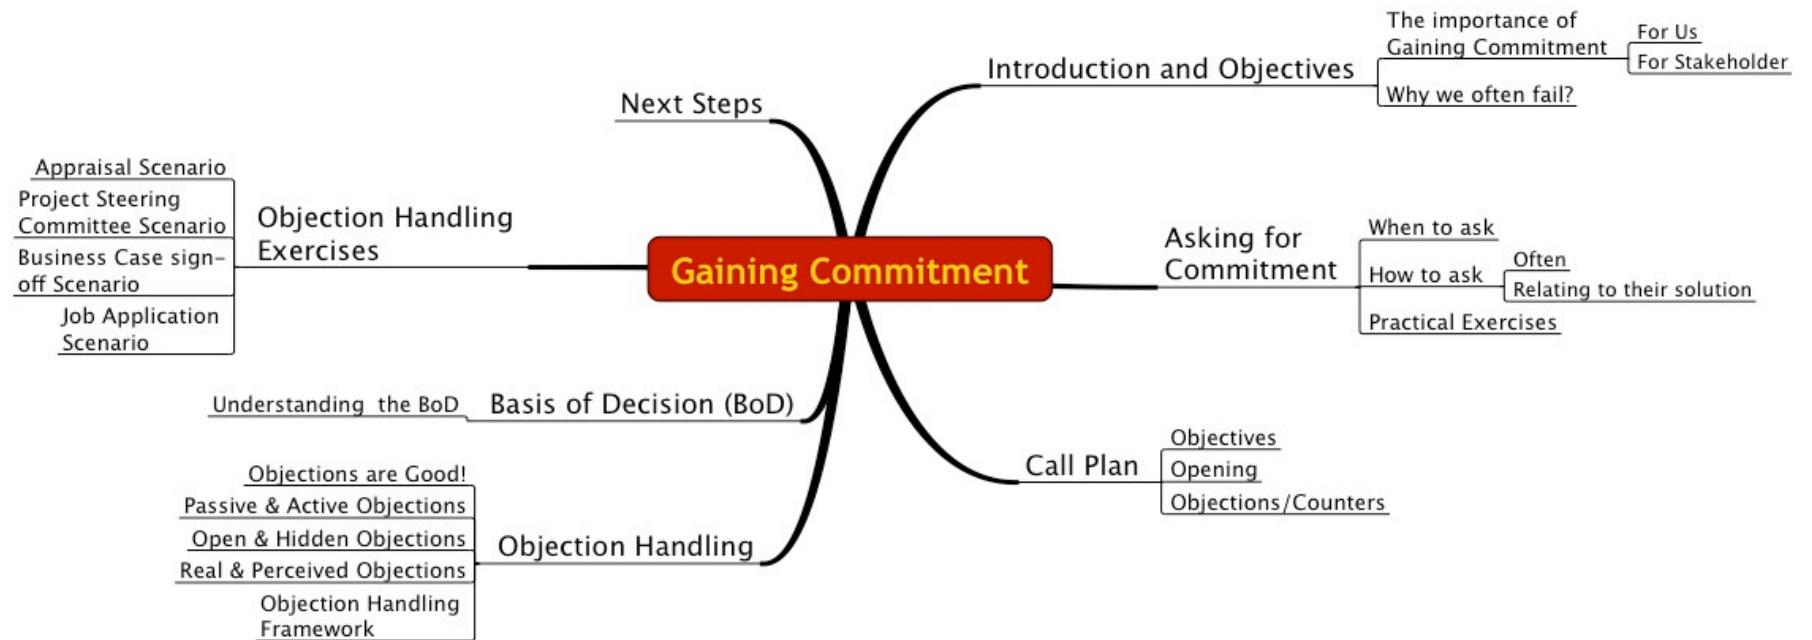 Gaining Commitment
Introduction and Objectives
The importance of
Gaining Commitment
For Us
For Stakeholder
Why we often fail?
Asking for
Commitment
When to ask
How to ask
Often
Relating to their solution
Practical Exercises
Call Plan
Objectives
Opening
Objections/Counters
Objection Handling
Objections are Good!
Passive & Active Objections
Open & Hidden Objections
Real & Perceived Objections
Objection Handling
Framework
Basis of Decision (BoD)
Understanding the BoD
Objection Handling
Exercises
Appraisal Scenario
Project Steering
Committee Scenario
Business Case sign-
off Scenario
Job Application
Scenario
Next Steps